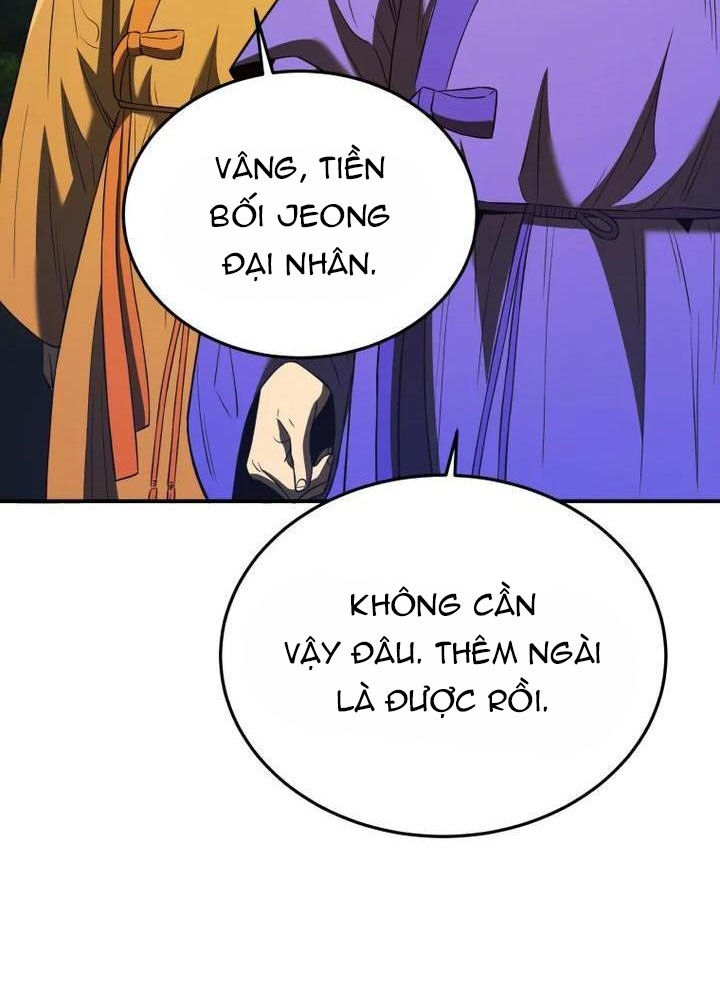 VÂNG, TIỀN
BỐI JEONG
ĐẠI NHÂN.
KHÔNG CẦN
VẬY ĐÂU. THÊM NGÀI
LÀ ĐƯỢC RỒI.